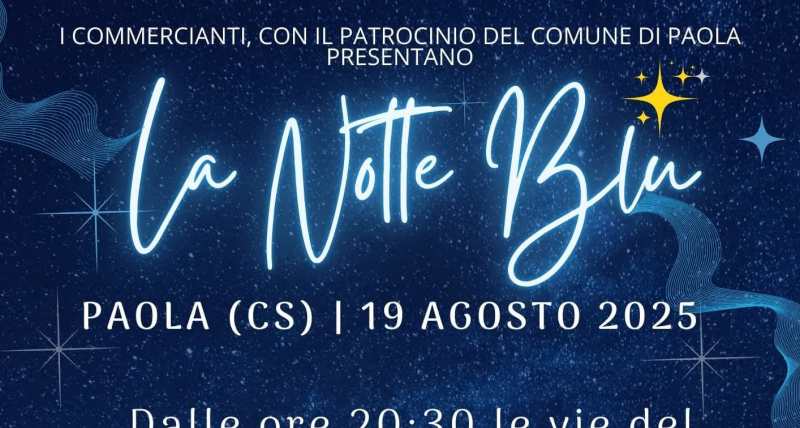 I COMMERCIANTI, CON IL PATROCINIO DEL COMUNE DI PAOLA
PRESENTANO
La Notte Blu
PAOLA (CS) | 19 AGOSTO 2025
Dalle ore 20:30 le vie del